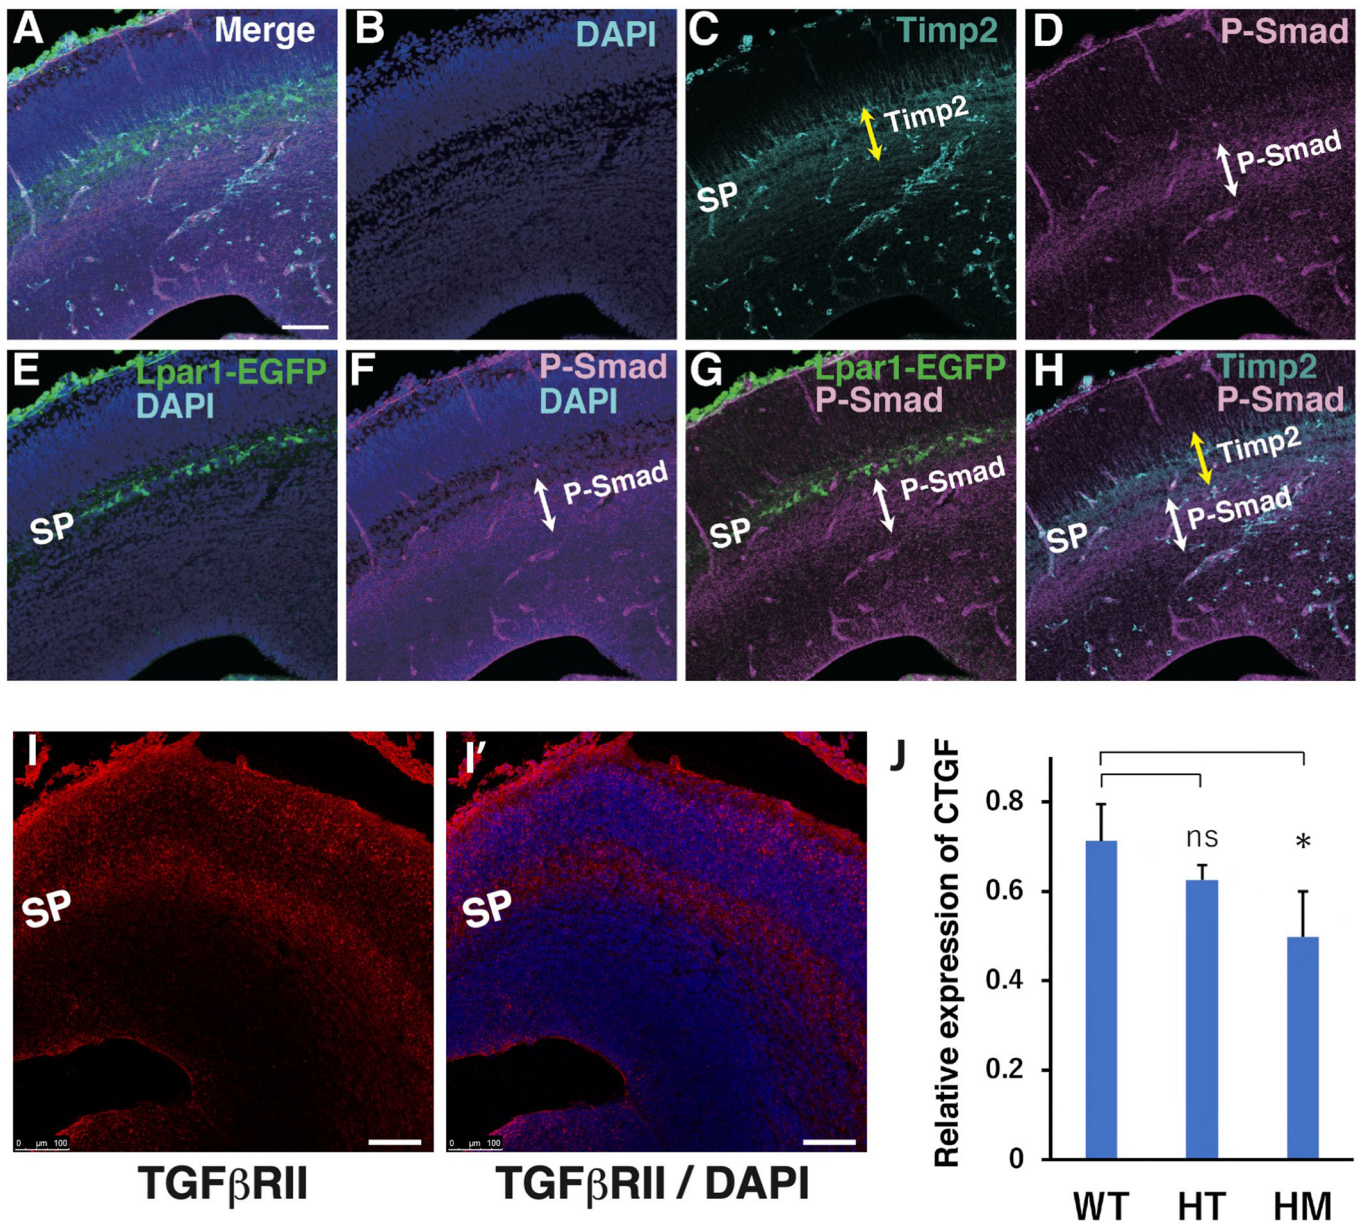 A
Merge
B
DAPI
C
Timp2
Timp2
SP
D
P-Smad
P-Smad
E
Lpar1-EGFP
DAPI
SP
F
P-Smad
DAPI
P-Smad
G
Lpar1-EGFP
P-Smad
P-Smad
SP
H
Timp2
P-Smad
Timp2
P-Smad
SP
I
SP
0 µm 100
TGFβRII
I’
SP
0 µm 100
TGFβRII / DAPI
J
Relative expression of CTGF
0.8
0.6
0.4
0.2
0
ns
*
WT HT HM